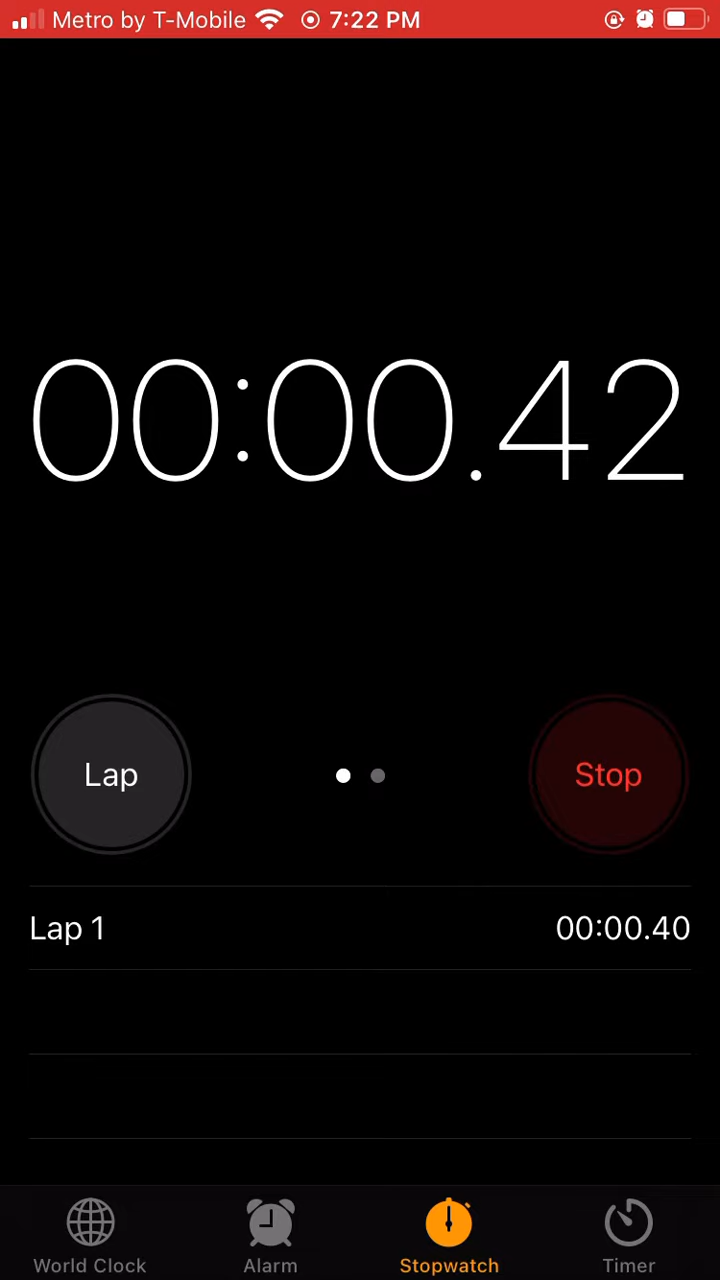 Metro by T-Mobile 7:22 PM
00:00.42
Lap
Stop
Lap 1 00:00.40
World Clock Alarm Stopwatch Timer